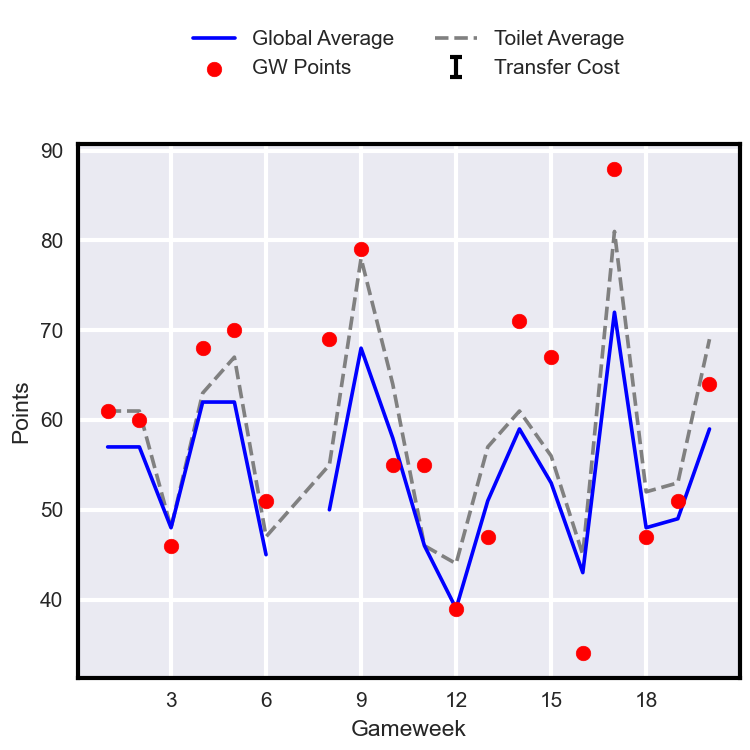 Global Average
Toilet Average
GW Points
Transfer Cost
90
80
70
60
50
40
Points
3 6 9 12 15 18
Gameweek